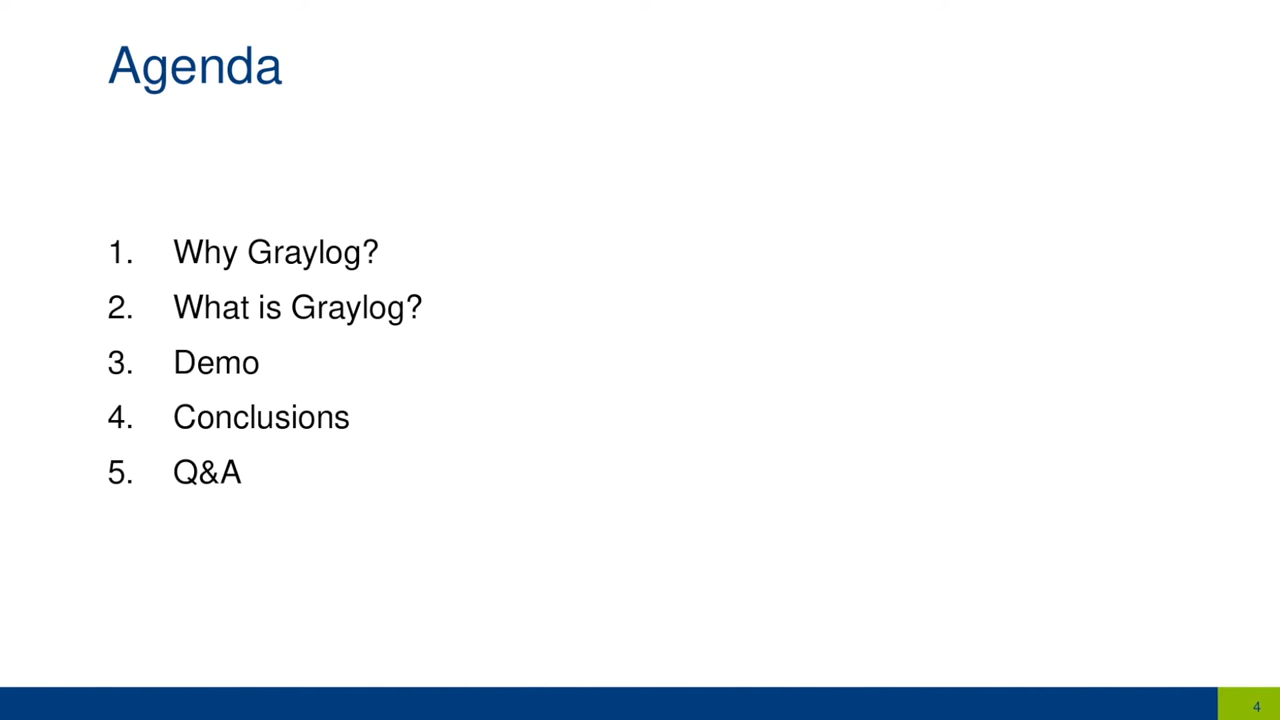 Agenda
1. Why Graylog?
2. What is Graylog?
3. Demo
4. Conclusions
5. Q&A
4